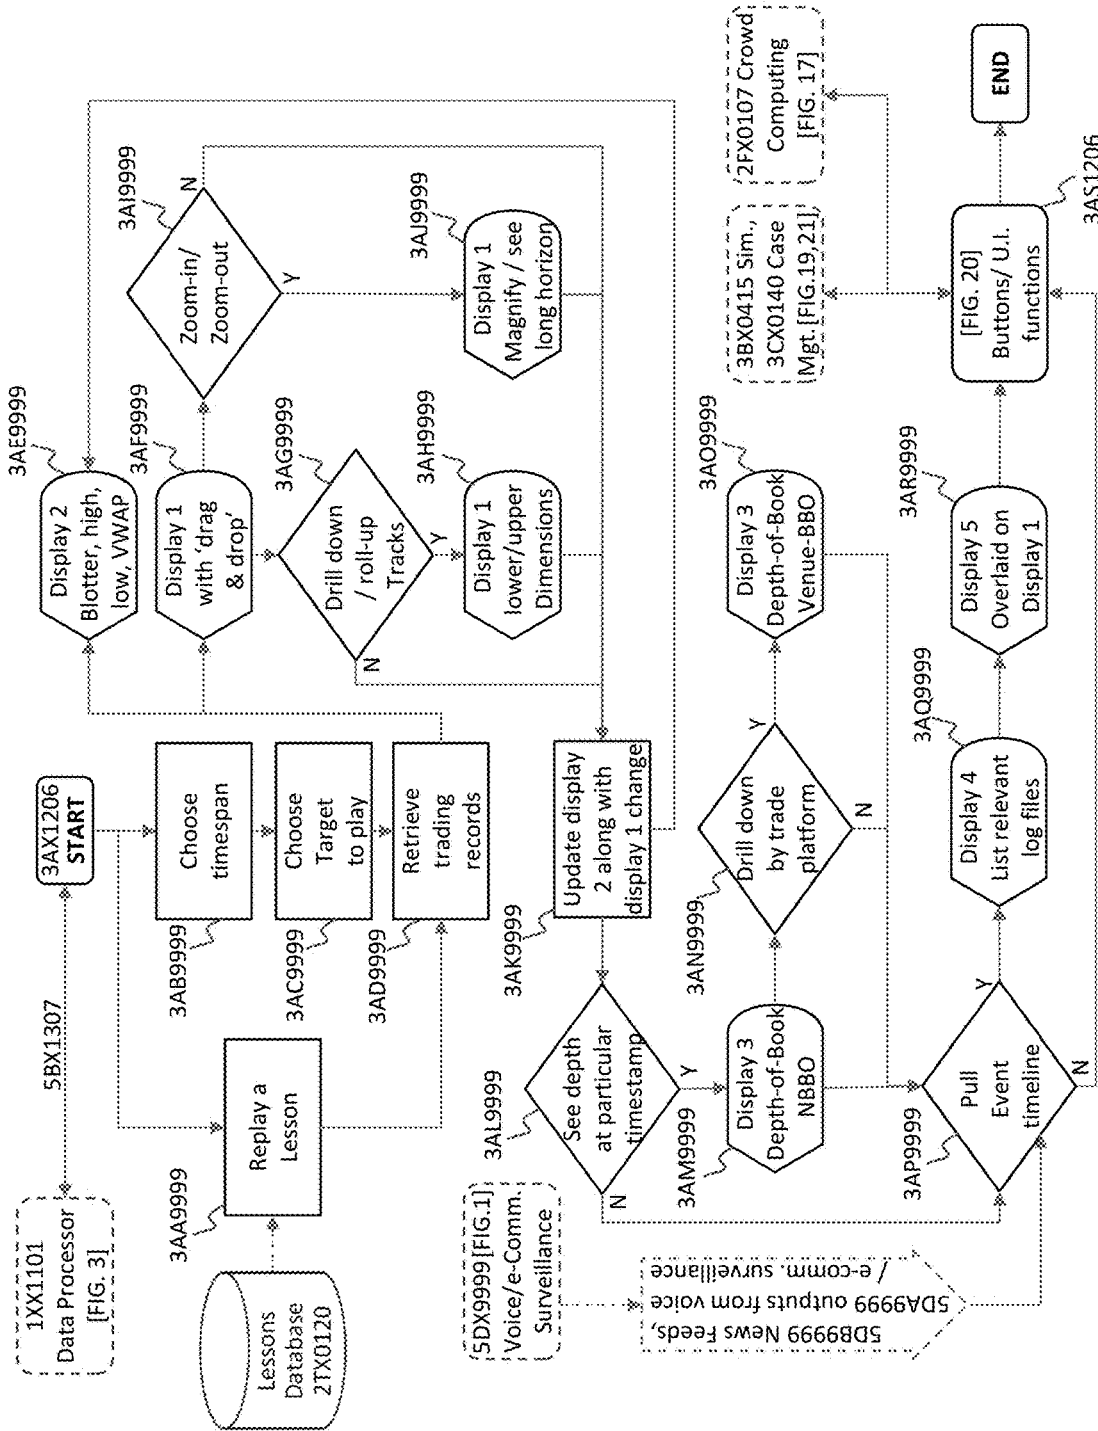 1XX1101
Data Processor
[FIG. 3]
5BX1307
3AX1206
START
Lessons
Database
2TX0120
3AA9999
Replay a
Lesson
3AB9999
Choose
timespan
3AC9999
Choose
Target
to play
3AD9999
Retrieve
trading
records
3AE9999
Display 2
Blotter, high,
low, VWAP
3AF9999
Display 1
with ‘drag
& drop’
3AG9999
Drill down
/ roll-up
Tracks
N
Y
3AH9999
Display 1
lower/upper
Dimensions
3AI9999
Zoom-in/
Zoom-out
N
Y
3AJ9999
Display 1
Magnify / see
long horizon
3AK9999
Update display
2 along with
display 1 change
3AL9999
See depth
at particular
timestamp
N
Y
3AM9999
Display 3
Depth-of-Book
NBBO
3AN9999
Drill down
by trade
platform
Y
N
3AO9999
Display 3
Depth-of-Book
Venue-BBO
5DX9999[FIG.1]
Voice/e-Comm.
Surveillance
5DB9999 News Feeds,
5DA9999 outputs from voice
/ e-comm. surveillance
3AP9999
Pull
Event
timeline
Y
N
3AQ9999
Display 4
List relevant
log files
3AR9999
Display 5
Overlaid on
Display 1
3BX0415 Sim.,
3CX0140 Case
Mgt.[FIG.19,21]
2FX0107 Crowd
Computing
[FIG. 17]
[FIG. 20]
Buttons/ U.I.
functions
3AS1206
END